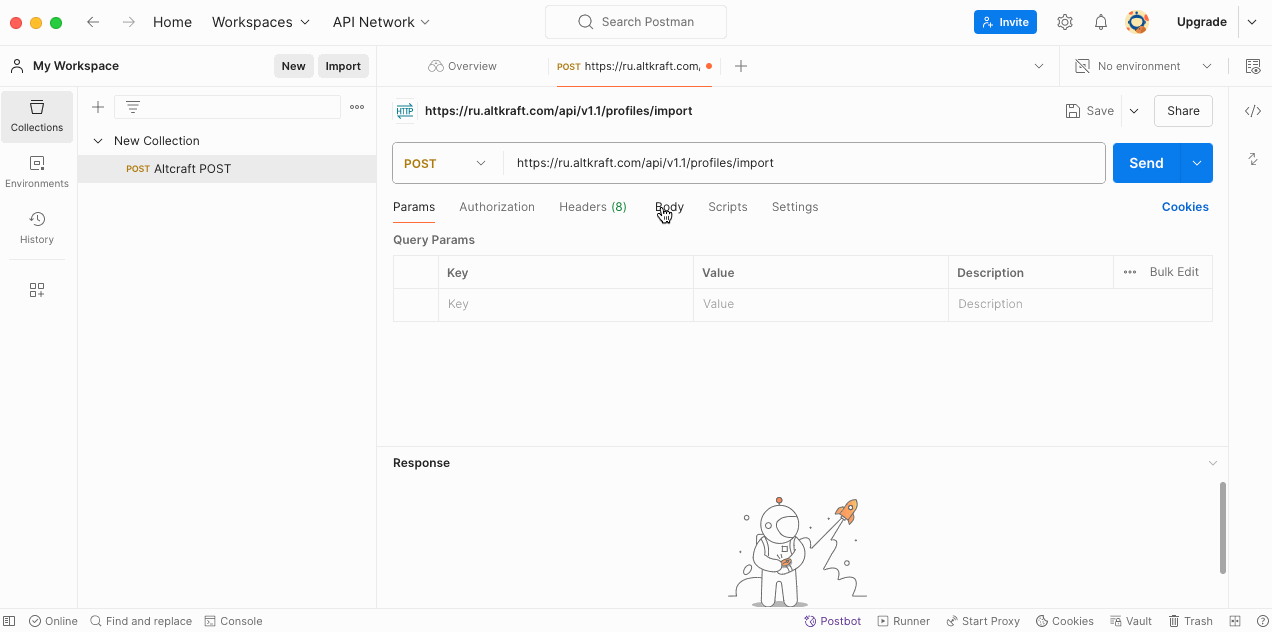 Home Workspaces API Network Search Postman Invite Upgrade
My Workspace New Import Overview POST https://ru.altkraft.com, No environment
Collections
Environments
History
New Collection
POST Altcraft POST
HTTP https://ru.altkraft.com/api/v1.1/profiles/import Save Share
POST https://ru.altkraft.com/api/v1.1/profiles/import Send
Params Authorization Headers (8) Body Scripts Settings Cookies
Query Params
Key Value Description Bulk Edit
Key Value Description
Response
Online Find and replace Console Postbot Runner Start Proxy Cookies Vault Trash